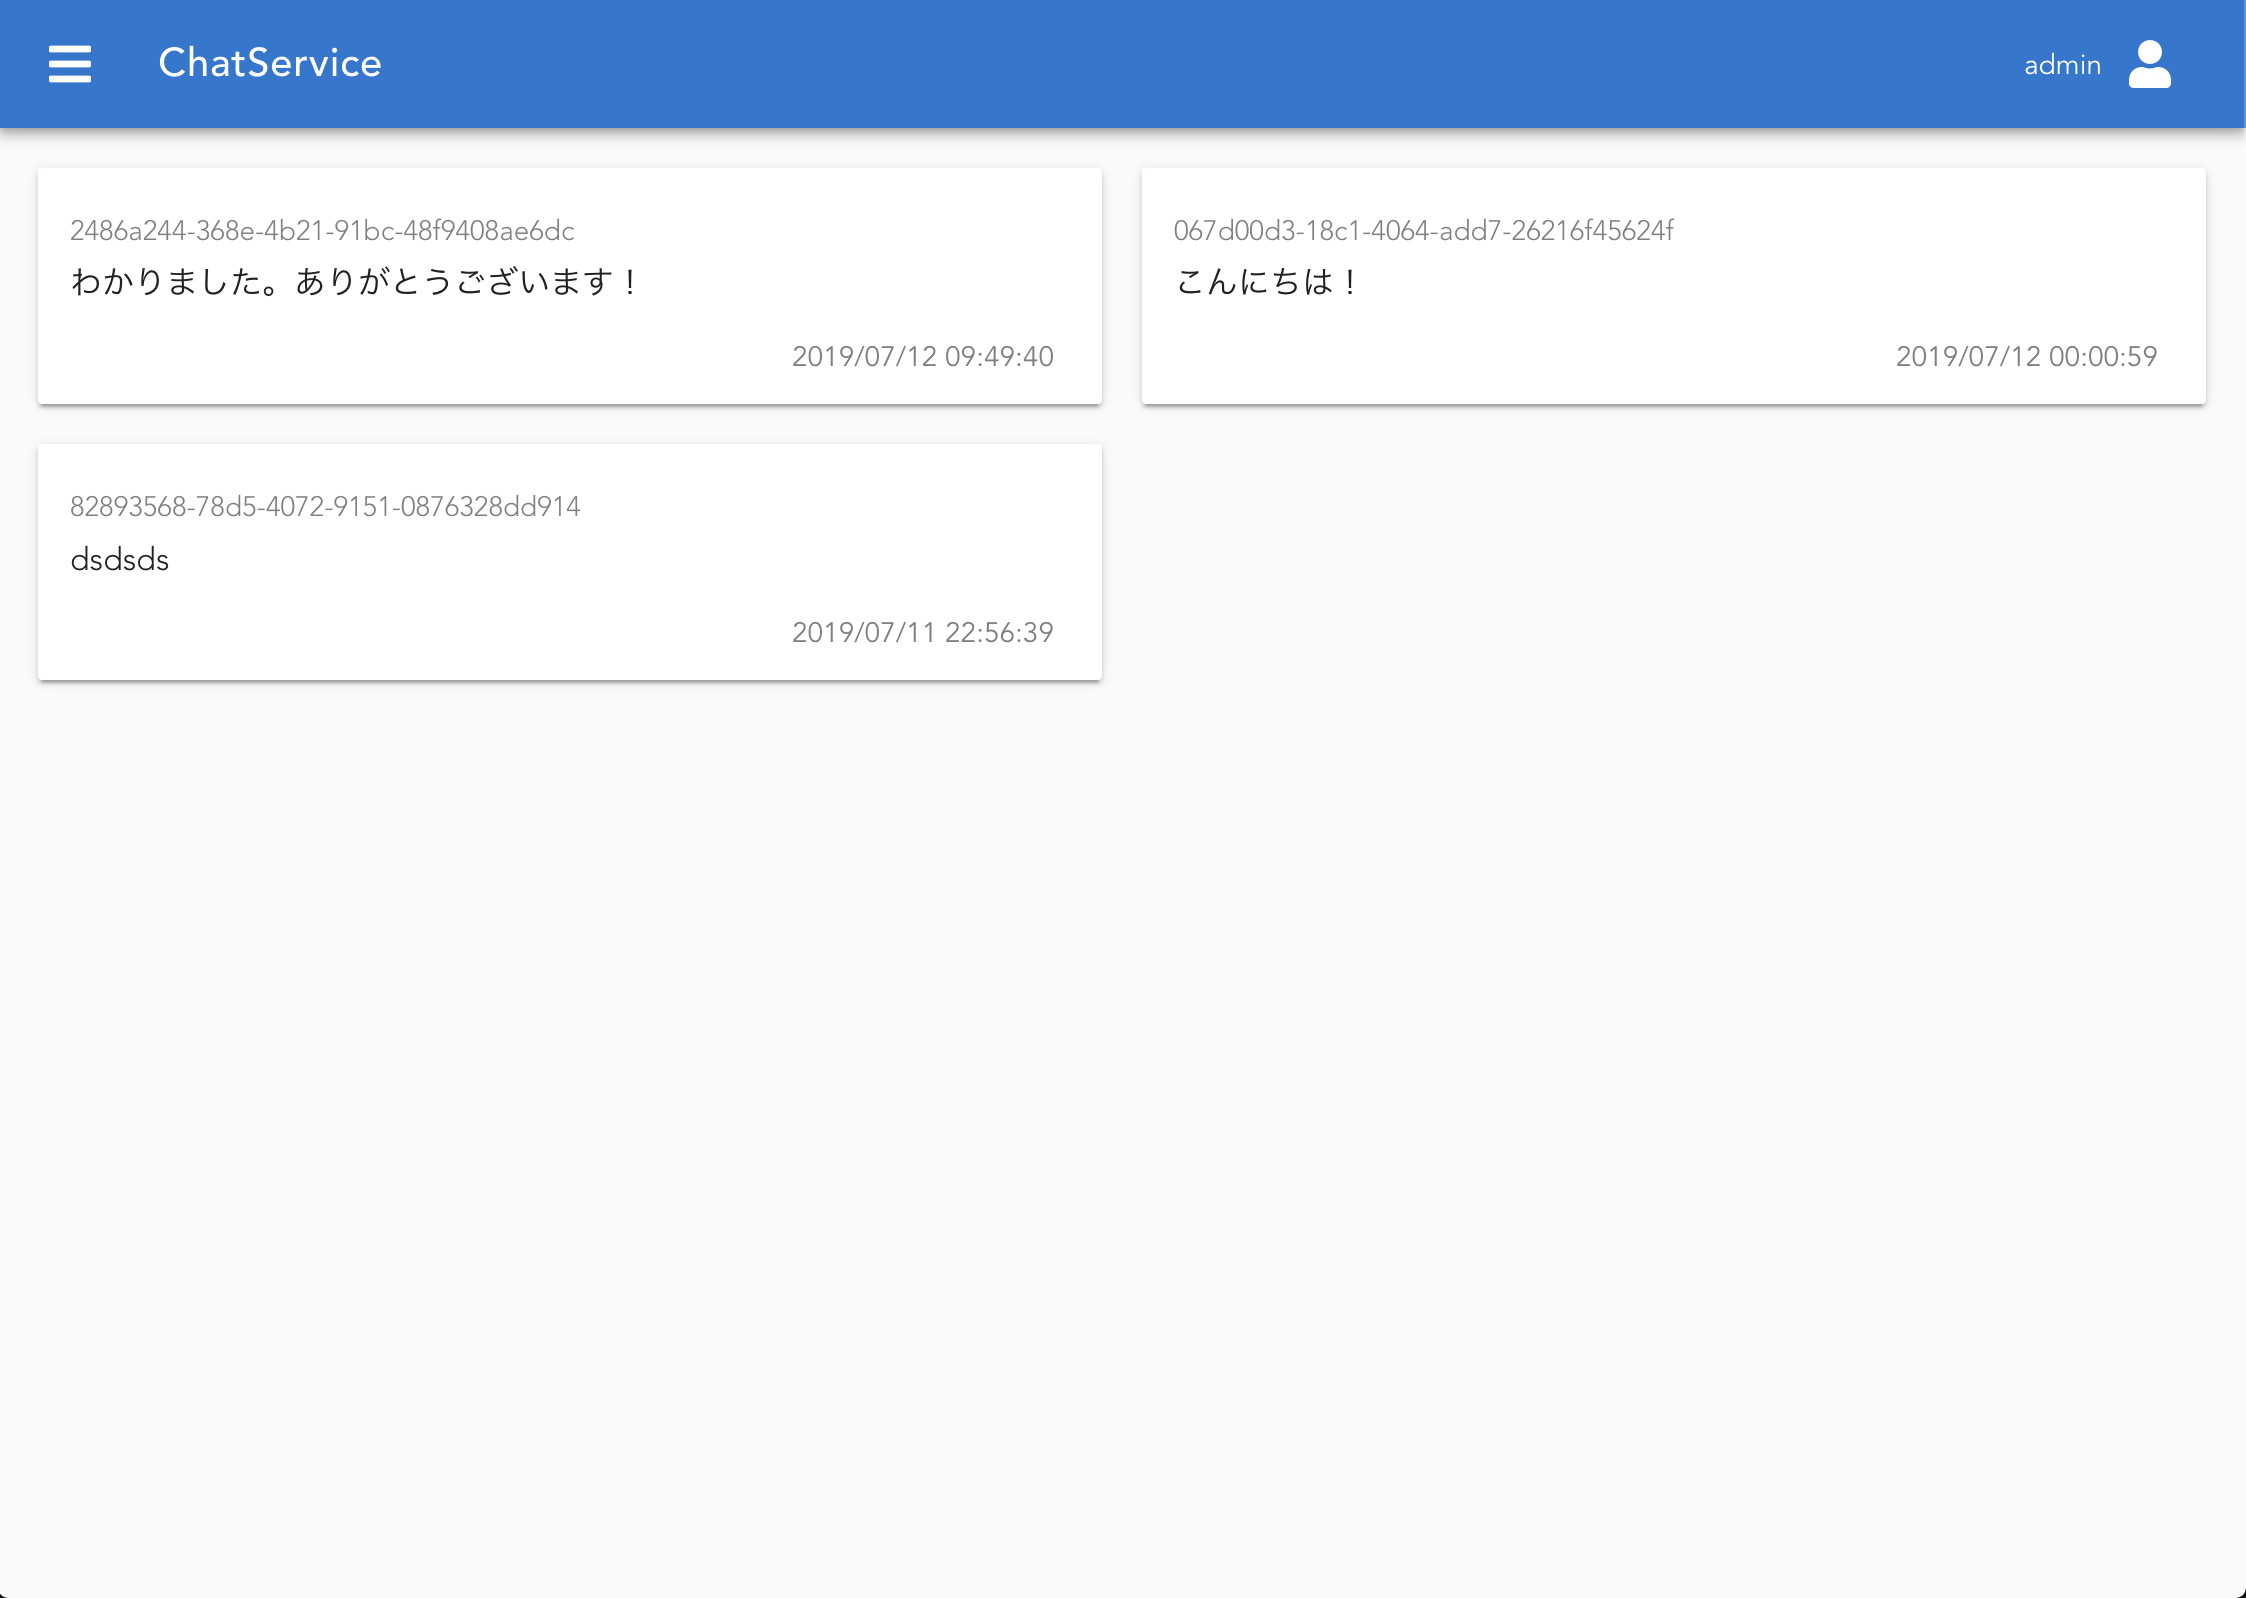 ChatService
admin
2486a244-368e-4b21-91bc-48f9408ae6dc
わかりました。ありがとうございます！
2019/07/12 09:49:40
067d00d3-18c1-4064-add7-26216f45624f
こんにちは！
2019/07/12 00:00:59
82893568-78d5-4072-9151-0876328dd914
dsdsds
2019/07/11 22:56:39